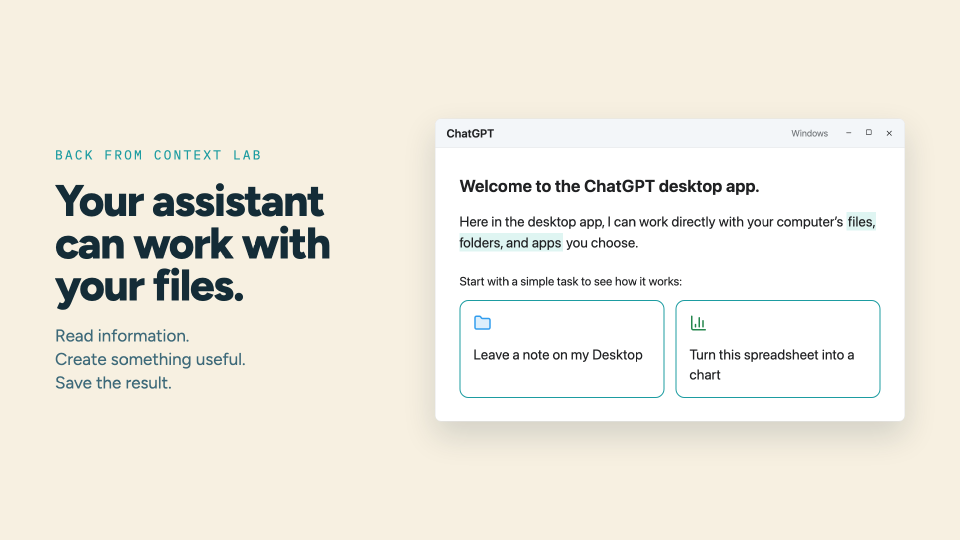 BACK FROM CONTEXT LAB
Your assistant
can work with
your files.
Read information.
Create something useful.
Save the result.
ChatGPT
Windows
Welcome to the ChatGPT desktop app.
Here in the desktop app, I can work directly with your computer’s files,
folders, and apps you choose.
Start with a simple task to see how it works:
Leave a note on my Desktop
Turn this spreadsheet into a
chart